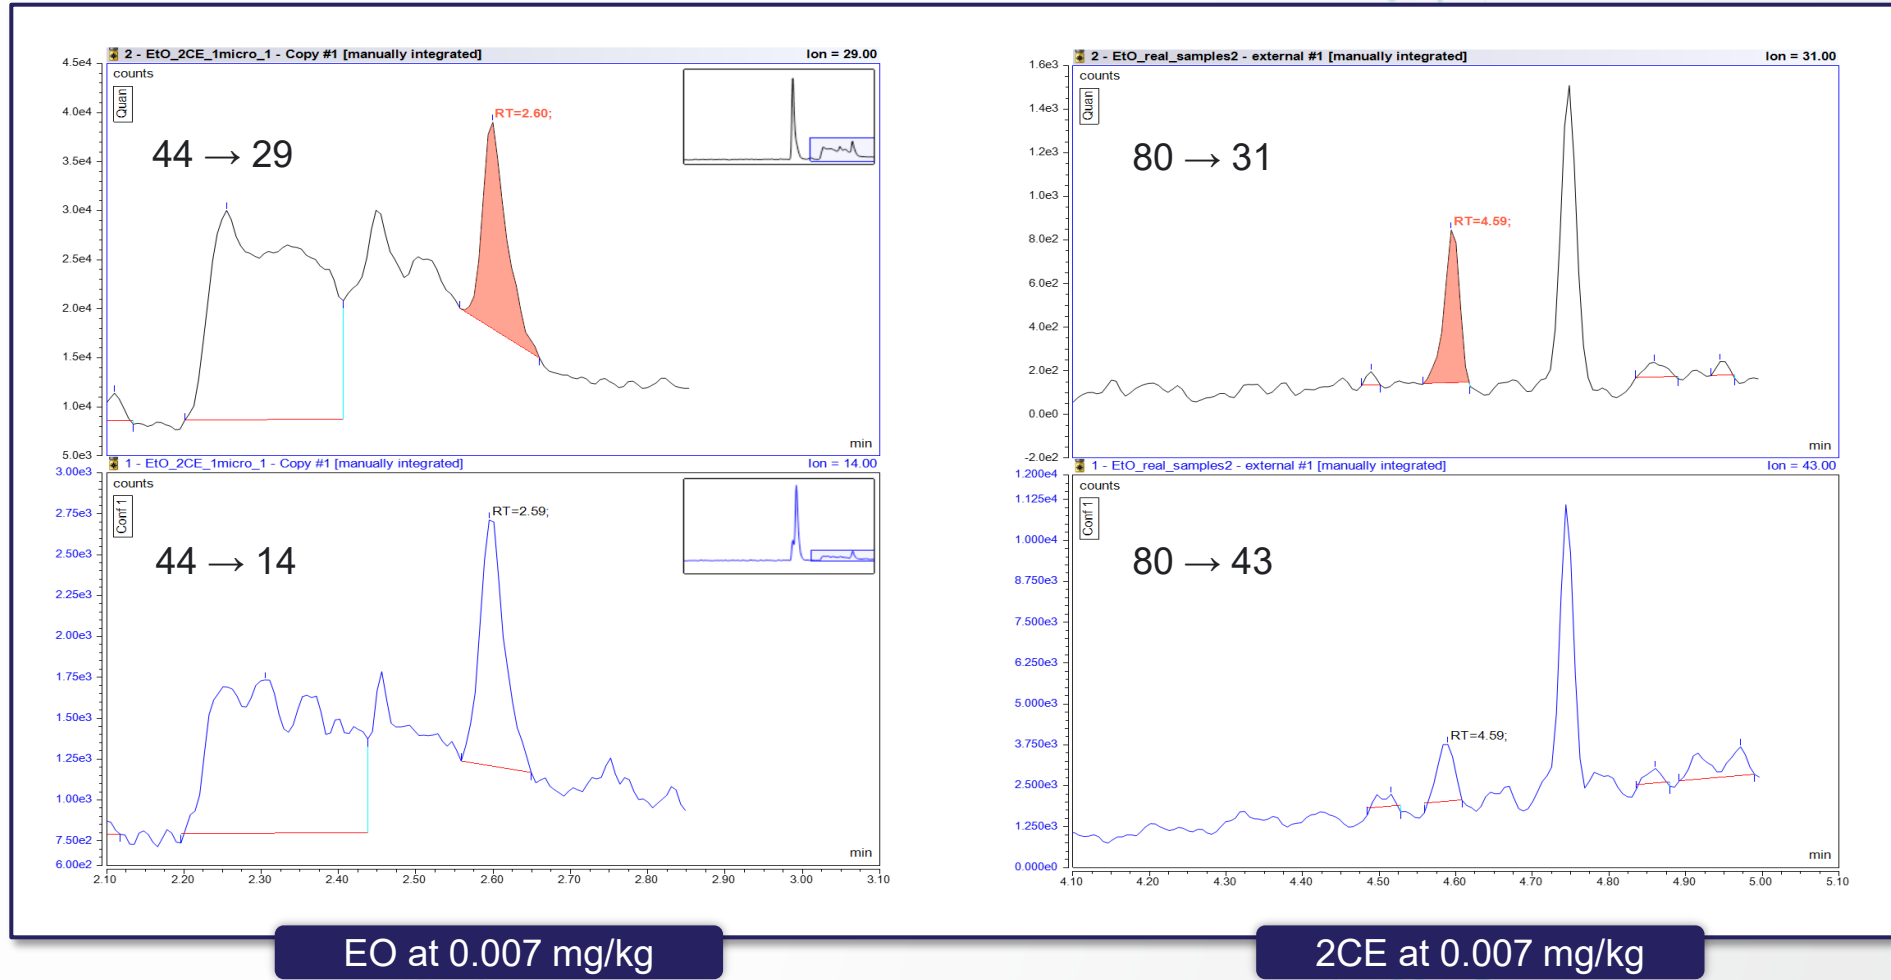 2 - EtO_2CE_1micro_1 - Copy #1 [manually integrated] Ion = 29.00
counts
Quan
44 → 29
RT=2.60;
4.5e4
4.0e4
3.5e4
3.0e4
2.5e4
2.0e4
1.5e4
1.0e4
5.0e3
min
1 - EtO_2CE_1micro_1 - Copy #1 [manually integrated] Ion = 14.00
counts
Conf 1
44 → 14
RT=2.59;
3.00e3
2.75e3
2.50e3
2.25e3
2.00e3
1.75e3
1.50e3
1.25e3
1.00e3
7.50e2
6.00e2
min
2.10 2.20 2.30 2.40 2.50 2.60 2.70 2.80 2.90 3.00 3.10
EO at 0.007 mg/kg
2 - EtO_real_samples2 - external #1 [manually integrated] Ion = 31.00
counts
Quan
80 → 31
RT=4.59;
1.6e3
1.4e3
1.2e3
1.0e3
8.0e2
6.0e2
4.0e2
2.0e2
0.0e0
-2.0e2
min
1 - EtO_real_samples2 - external #1 [manually integrated] Ion = 43.00
counts
Conf 1
80 → 43
RT=4.59;
1.200e4
1.125e4
1.000e4
8.750e3
7.500e3
6.250e3
5.000e3
3.750e3
2.500e3
1.250e3
0.000e0
min
4.10 4.20 4.30 4.40 4.50 4.60 4.70 4.80 4.90 5.00 5.10
2CE at 0.007 mg/kg